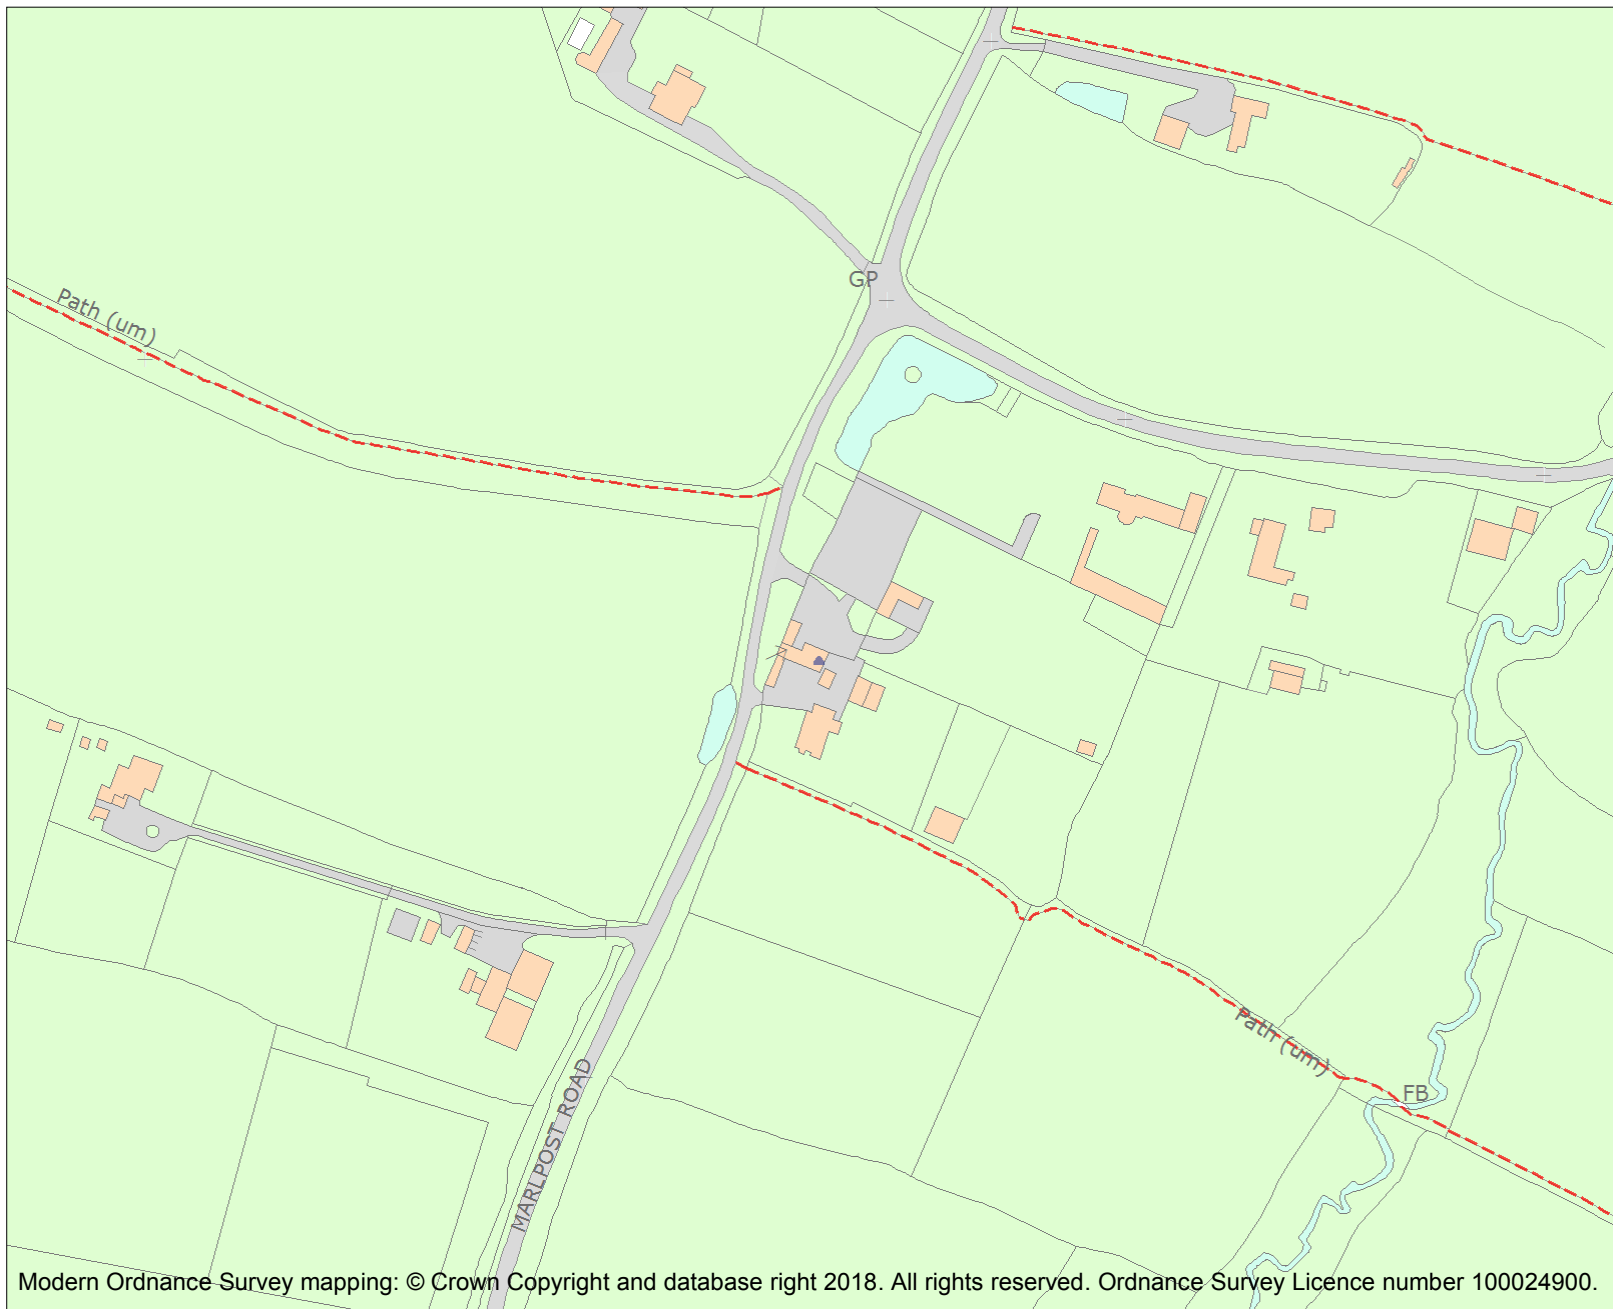 GP
Path (um)
Path (um)
FB
MARLPOST ROAD
Modern Ordnance Survey mapping: © Crown Copyright and database right 2018. All rights reserved. Ordnance Survey Licence number 100024900.